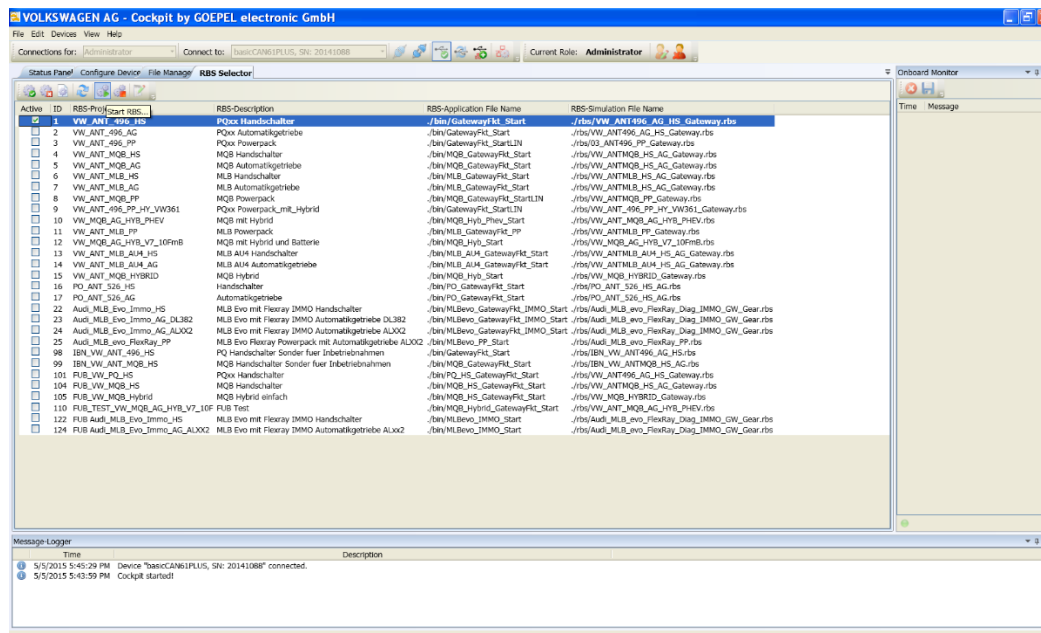 VOLKSWAGEN AG - Cockpit by GOEPEL electronic GmbH
File Edit Devices View Help
Connections for: Administrator Connect to: basicCAN61PLUS, SN: 20141088 Current Role: Administrator
Status Panel Configure Device File Manage RBS Selector
Onboard Monitor
Start RBS...
Active ID RBS-Proj RBS-Description RBS-Application File Name RBS-Simulation File Name
Time Message
1 VW_ANT_496_HS PQxx Handschalter ./bin/GatewayFkt_Start ./rbs/VW_ANT496_AG_HS_Gateway.rbs
2 VW_ANT_496_AG PQxx Automatikgetriebe ./bin/GatewayFkt_Start ./rbs/VW_ANT496_AG_HS_Gateway.rbs
3 VW_ANT_496_PP PQxx Powerpack ./bin/GatewayFkt_StartLIN ./rbs/03_ANT496_PP_Gateway.rbs
4 VW_ANT_MQB_HS MQB Handschalter ./bin/MQB_GatewayFkt_Start ./rbs/VW_ANTMQB_HS_AG_Gateway.rbs
5 VW_ANT_MQB_AG MQB Automatikgetriebe ./bin/MQB_GatewayFkt_Start ./rbs/VW_ANTMQB_HS_AG_Gateway.rbs
6 VW_ANT_MLB_HS MLB Handschalter ./bin/MLB_GatewayFkt_Start ./rbs/VW_ANTMLB_HS_AG_Gateway.rbs
7 VW_ANT_MLB_AG MLB Automatikgetriebe ./bin/MLB_GatewayFkt_Start ./rbs/VW_ANTMLB_HS_AG_Gateway.rbs
8 VW_ANT_MQB_PP MQB Powerpack ./bin/MQB_GatewayFkt_StartLIN ./rbs/VW_ANTMQB_PP_Gateway.rbs
9 VW_ANT_496_PP_HY_VW361 PQxx Powerpack_mit_Hybrid ./bin/GatewayFkt_StartLIN ./rbs/VW_ANT_496_PP_HY_VW361_Gateway.rbs
10 VW_MQB_AG_HYB_PHEV MQB mit Hybrid ./bin/MQB_Hyb_Phev_Start ./rbs/VW_ANT_MQB_AG_HYB_PHEV.rbs
11 VW_ANT_MLB_PP MLB Powerpack ./bin/MLB_GatewayFkt_PP ./rbs/VW_ANTMLB_PP_Gateway.rbs
12 VW_MQB_AG_HYB_V7_10FmB MQB mit Hybrid und Batterie ./bin/MQB_Hyb_Start ./rbs/VW_MQB_AG_HYB_V7_10FmB.rbs
13 VW_ANT_MLB_AU4_HS MLB AU4 Handschalter ./bin/MLB_AU4_GatewayFkt_Start ./rbs/VW_ANTMLB_AU4_HS_AG_Gateway.rbs
14 VW_ANT_MLB_AU4_AG MLB AU4 Automatikgetriebe ./bin/MLB_AU4_GatewayFkt_Start ./rbs/VW_ANTMLB_AU4_HS_AG_Gateway.rbs
15 VW_ANT_MQB_HYBRID MQB Hybrid ./bin/MQB_Hyb_Start ./rbs/VW_MQB_HYBRID_Gateway.rbs
16 PO_ANT_526_HS Handschalter ./bin/PO_GatewayFkt_Start ./rbs/PO_ANT_526_HS_AG.rbs
17 PO_ANT_526_AG Automatikgetriebe ./bin/PO_GatewayFkt_Start ./rbs/PO_ANT_526_HS_AG.rbs
22 Audi_MLB_Evo_Immo_HS MLB Evo mit Flexray IMMO Handschalter ./bin/MLBevo_GatewayFkt_IMMO_Start ./rbs/Audi_MLB_evo_FlexRay_Diag_IMMO_GW_Gear.rbs
23 Audi_MLB_Evo_Immo_AG_DL382 MLB Evo mit Flexray IMMO Automatikgetriebe DL382 ./bin/MLBevo_GatewayFkt_IMMO_Start ./rbs/Audi_MLB_evo_FlexRay_Diag_IMMO_GW_Gear.rbs
24 Audi_MLB_Evo_Immo_AG_ALXX2 MLB Evo mit Flexray IMMO Automatikgetriebe ALXX2 ./bin/MLBevo_GatewayFkt_IMMO_Start ./rbs/Audi_MLB_evo_FlexRay_Diag_IMMO_GW_Gear.rbs
25 Audi_MLB_evo_FlexRay_PP MLB Evo Flexray Powerpack mit Automatikgetriebe ALXX2 ./bin/MLBevo_PP_Start ./rbs/Audi_MLB_evo_FlexRay_PP.rbs
98 IBN_VW_ANT_496_HS PQ Handschalter Sonder fuer Inbetriebnahmen ./bin/GatewayFkt_Start ./rbs/IBN_VW_ANT496_AG_HS.rbs
99 IBN_VW_ANT_MQB_HS MQB Handschalter Sonder fuer Inbetriebnahmen ./bin/MQB_GatewayFkt_Start ./rbs/IBN_VW_ANTMQB_HS_AG.rbs
101 FUB_VW_PQ_HS PQxx Handschalter ./bin/PQ_HS_GatewayFkt_Start ./rbs/VW_ANT496_AG_HS_Gateway.rbs
104 FUB_VW_MQB_HS MQB Handschalter ./bin/MQB_HS_GatewayFkt_Start ./rbs/VW_ANTMQB_HS_AG_Gateway.rbs
105 FUB_VW_MQB_Hybrid MQB Hybrid einfach ./bin/MQB_HS_GatewayFkt_Start ./rbs/VW_MQB_HYBRID_Gateway.rbs
110 FUB_TEST_VW_MQB_AG_HYB_V7_10F FUB Test ./bin/MQB_Hybrid_GatewayFkt_Start ./rbs/VW_ANT_MQB_AG_HYB_PHEV.rbs
122 FUB Audi_MLB_Evo_Immo_HS MLB Evo mit Flexray IMMO Handschalter ./bin/MLBevo_IMMO_Start ./rbs/Audi_MLB_evo_FlexRay_Diag_IMMO_GW_Gear.rbs
124 FUB Audi_MLB_Evo_Immo_AG_ALXX2 MLB Evo mit Flexray IMMO Automatikgetriebe ALxx2 ./bin/MLBevo_IMMO_Start ./rbs/Audi_MLB_evo_FlexRay_Diag_IMMO_GW_Gear.rbs
Message-Logger
Time Description
5/5/2015 5:45:29 PM Device "basicCAN61PLUS, SN: 20141088" connected.
5/5/2015 5:43:59 PM Cockpit started!